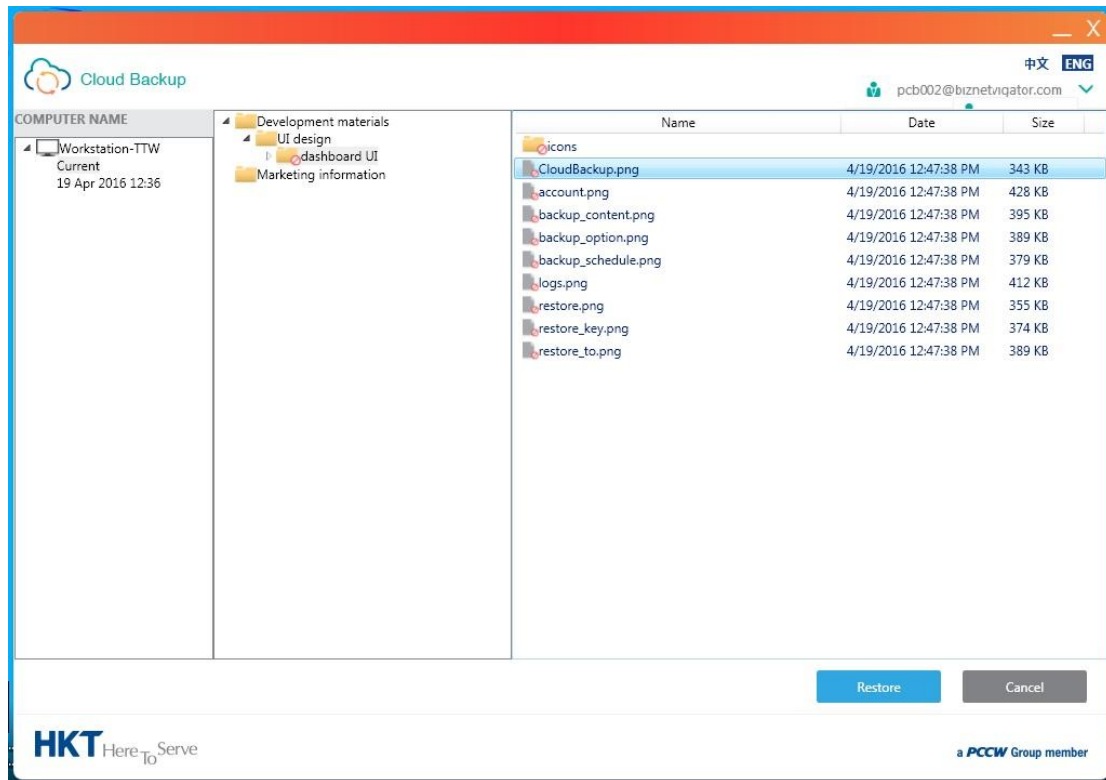 _ X
Cloud Backup
中文 ENG
pcb002@biznetvigator.com
COMPUTER NAME
Workstation-TTW
Current
19 Apr 2016 12:36
Development materials
UI design
dashboard UI
Marketing information
Name Date Size
icons
CloudBackup.png 4/19/2016 12:47:38 PM 343 KB
account.png 4/19/2016 12:47:38 PM 428 KB
backup_content.png 4/19/2016 12:47:38 PM 395 KB
backup_option.png 4/19/2016 12:47:38 PM 389 KB
backup_schedule.png 4/19/2016 12:47:38 PM 379 KB
logs.png 4/19/2016 12:47:38 PM 412 KB
restore.png 4/19/2016 12:47:38 PM 355 KB
restore_key.png 4/19/2016 12:47:38 PM 374 KB
restore_to.png 4/19/2016 12:47:38 PM 389 KB
Restore Cancel
HKT Here To Serve
a PCCW Group member